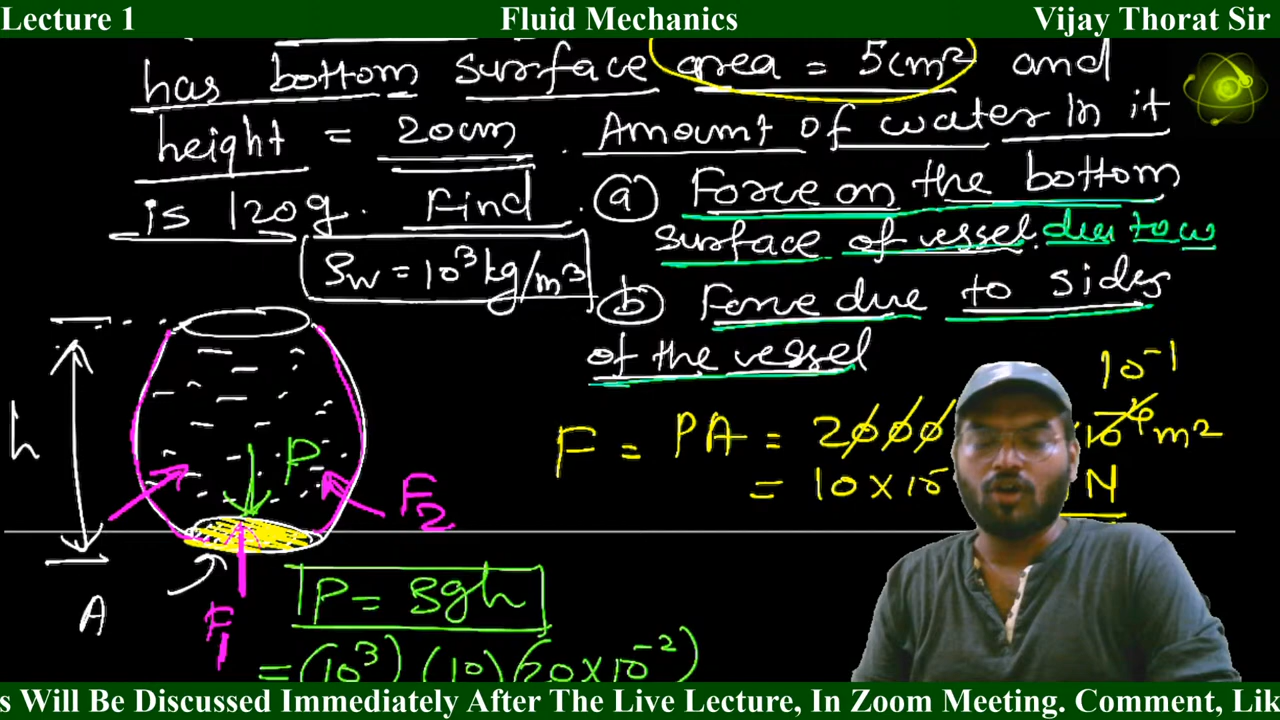 Lecture 1 Fluid Mechanics Vijay Thorat Sir
has bottom surface area = 5cm² and
height = 20cm. Amount of water in it
is 120g. Find (a) Force on the bottom
surface of vessel. due to w
ρw = 10³ kg/m³
(b) Force due to sides
of the vessel
10⁻¹
F = PA = 2000 m²
= 10 × 10 N
h
P
F₂
A
F₁
P = ρgh
= (10³) (10) (20 × 10⁻²)
s Will Be Discussed Immediately After The Live Lecture, In Zoom Meeting. Comment, Lik